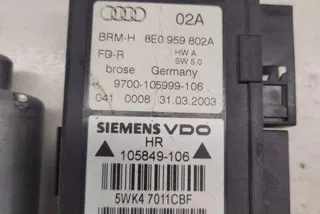 02A
BRM-H 8E0 959 802A
FD-R HW A
SW 5.0
brose Germany
9700-105999-106
041 0008 31.03.2003
SIEMENS VDO
HR
105849-106
5WK4 7011CBF